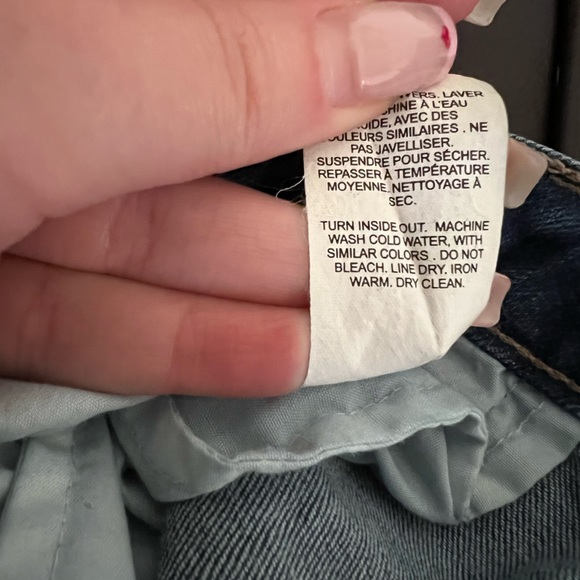 LAVER
À L'EAU
AVEC DES
COULEURS SIMILAIRES . NE
PAS JAVELLISER.
SUSPENDRE POUR SÉCHER.
REPASSER À TEMPÉRATURE
MOYENNE. NETTOYAGE À
SEC.
TURN INSIDE OUT. MACHINE
WASH COLD WATER, WITH
SIMILAR COLORS . DO NOT
BLEACH. LINE DRY. IRON
WARM. DRY CLEAN.